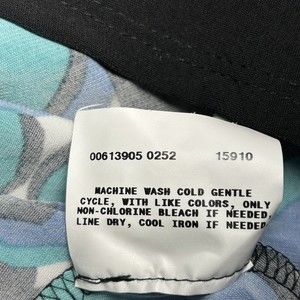 00613905 0252 15910
MACHINE WASH COLD GENTLE
CYCLE, WITH LIKE COLORS, ONLY
NON-CHLORINE BLEACH IF NEEDED,
LINE DRY, COOL IRON IF NEEDED